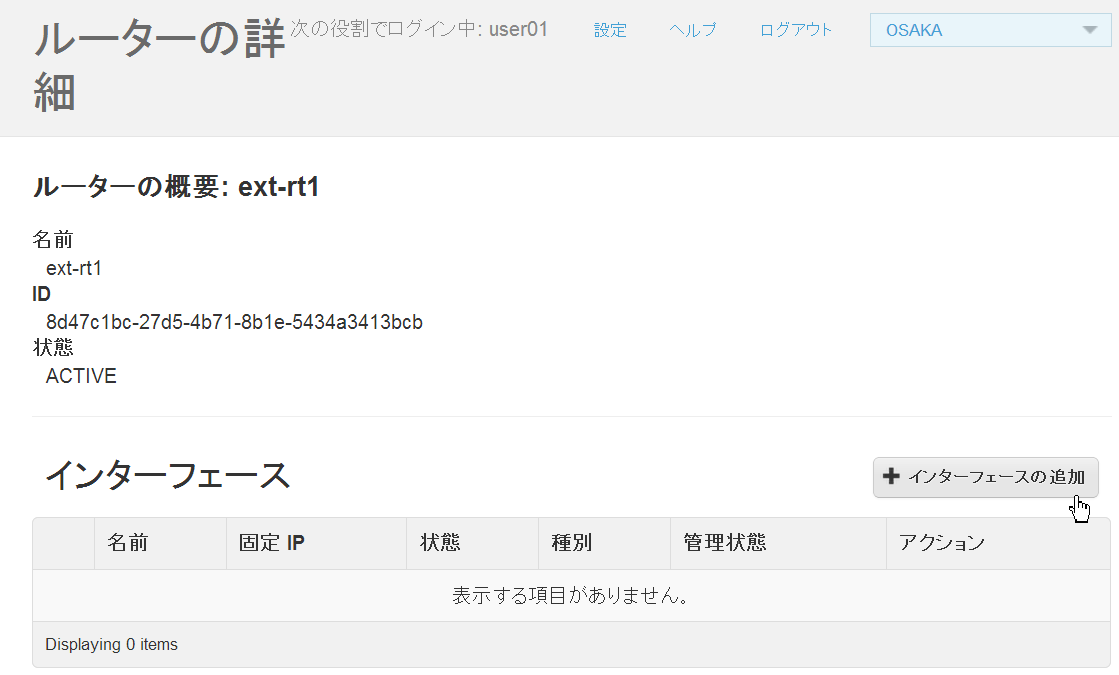 ルーターの詳細
次の役割でログイン中: user01 設定 ヘルプ ログアウト OSAKA
ルーターの概要: ext-rt1
名前
ext-rt1
ID
8d47c1bc-27d5-4b71-8b1e-5434a3413bcb
状態
ACTIVE
インターフェース
インターフェースの追加
名前 固定 IP 状態 種別 管理状態 アクション
表示する項目がありません。
Displaying 0 items